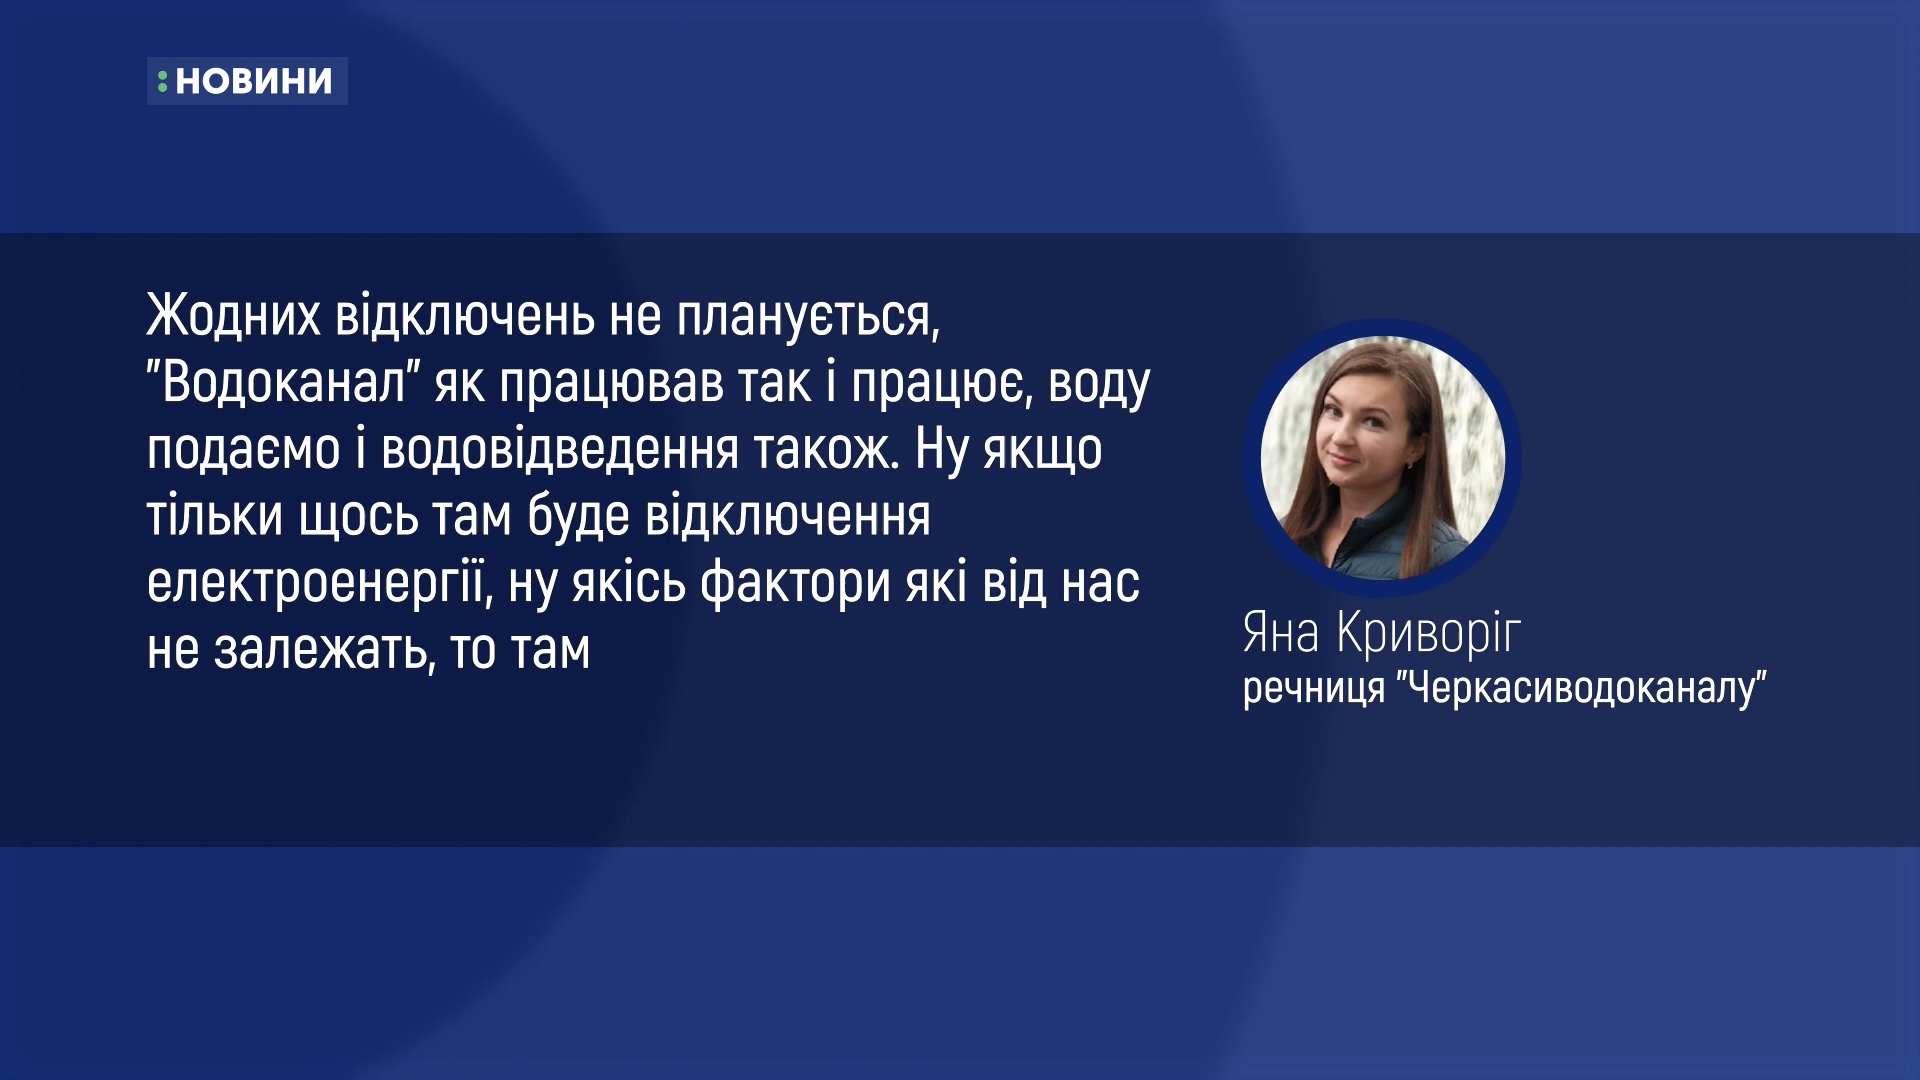 :НОВИНИ
Жодних відключень не планується,
"Водоканал" як працював так і працює, воду
подаємо і водовідведення також. Ну якщо
тільки щось там буде відключення
електроенергії, ну якісь фактори які від нас
не залежать, то там
Яна Криворіг
речниця "Черкасиводоканалу"